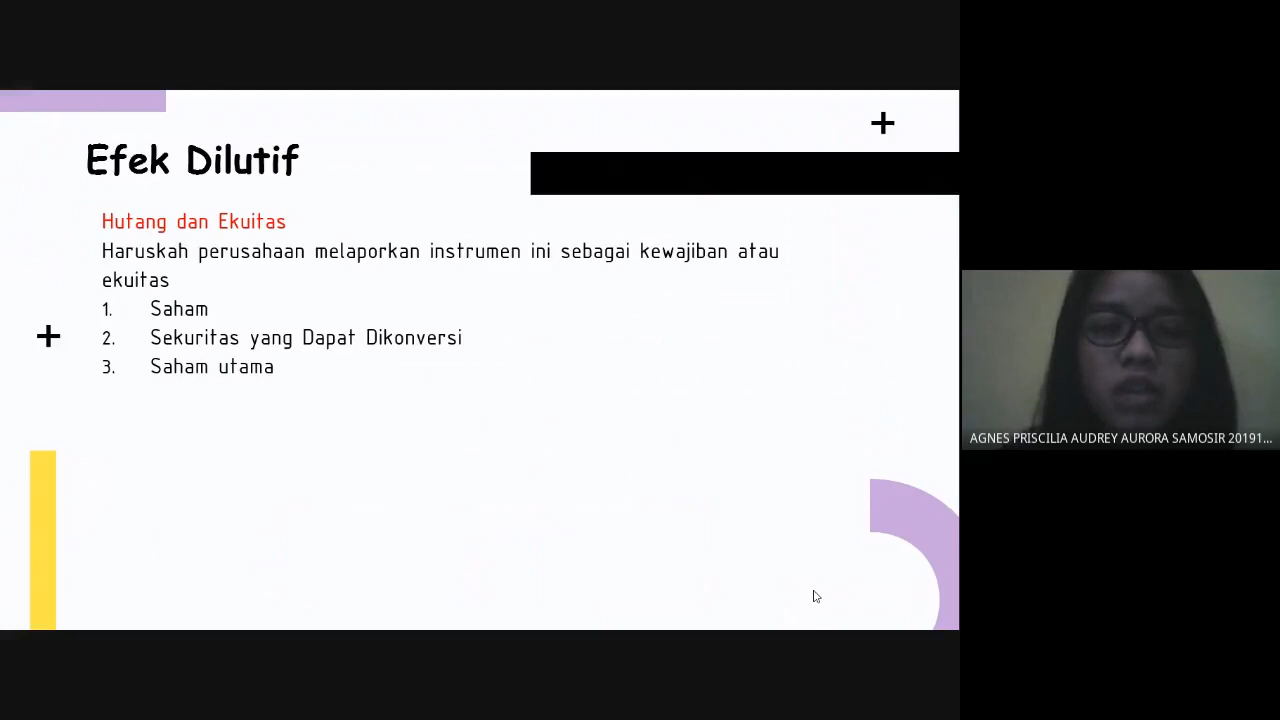 Efek Dilutif
Hutang dan Ekuitas
Haruskah perusahaan melaporkan instrumen ini sebagai kewajiban atau
ekuitas
1. Saham
2. Sekuritas yang Dapat Dikonversi
3. Saham utama
AGNES PRISCILIA AUDREY AURORA SAMOSIR 20191...